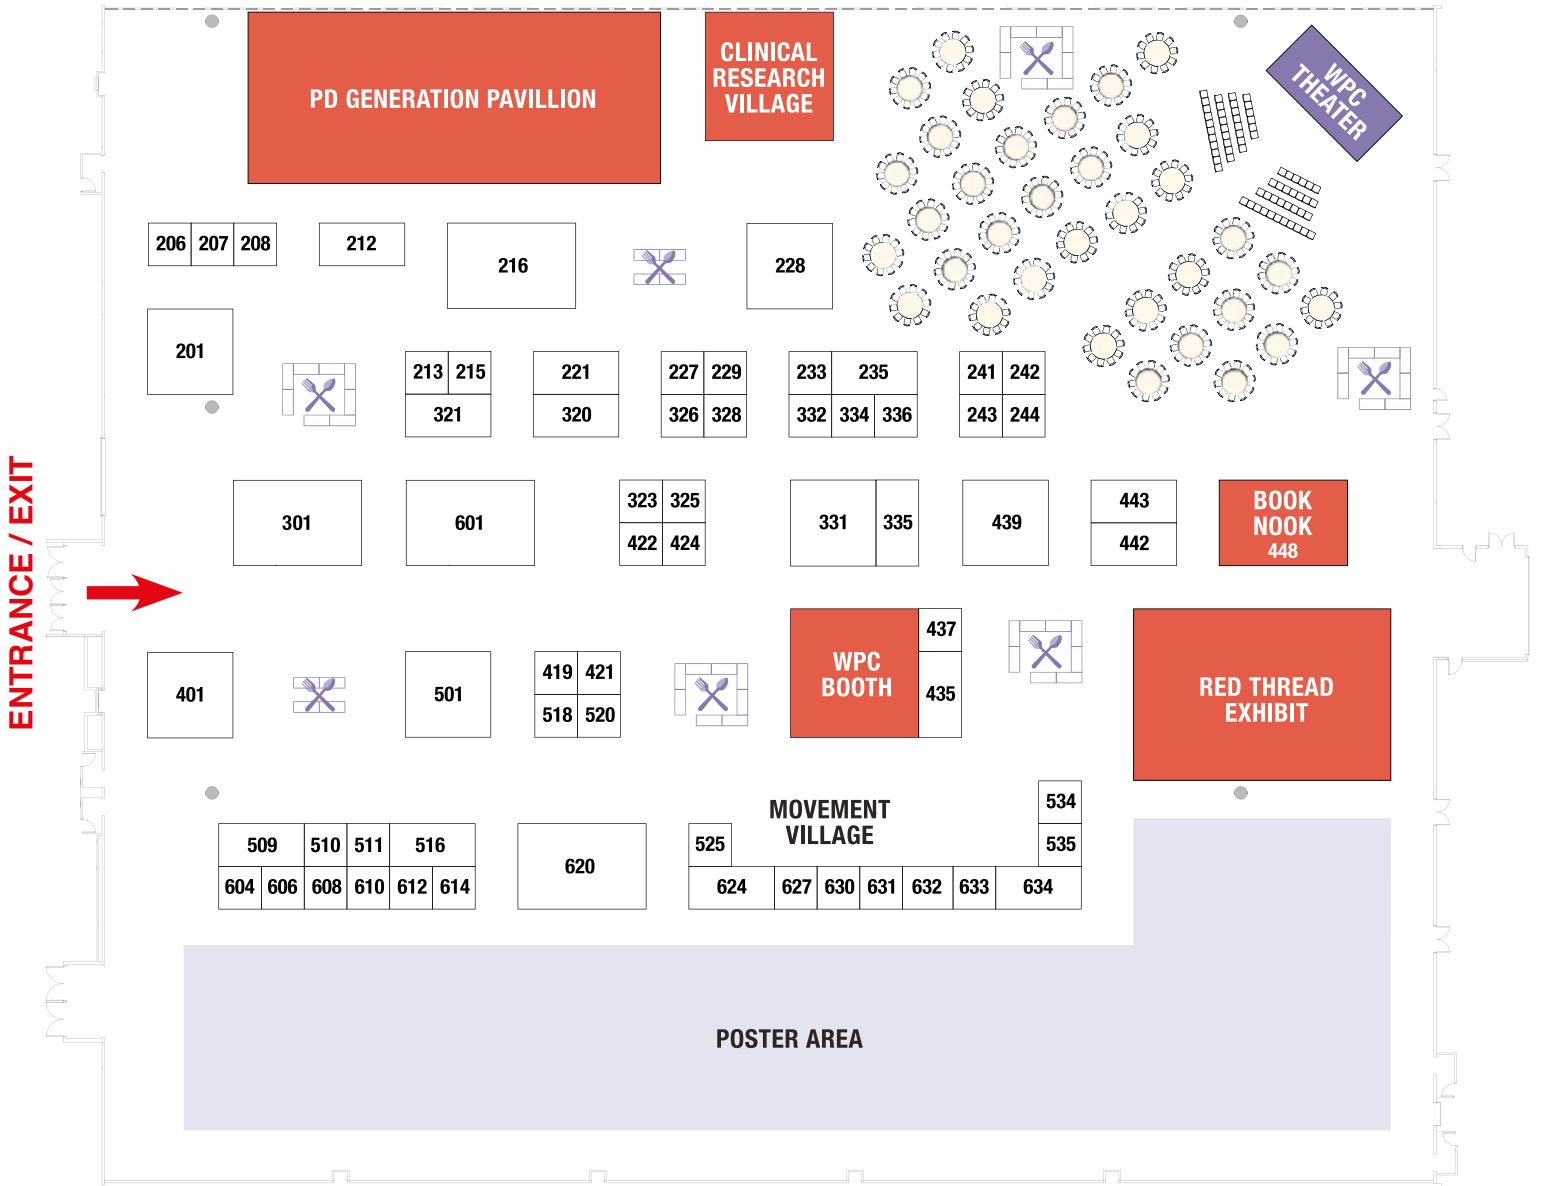 PD GENERATION PAVILLION
CLINICAL
RESEARCH
VILLAGE
WPC
THEATER
206 207 208
212
216
228
201
213 215
221
227 229
233 235
241 242
321
320
326 328
332 334 336
243 244
ENTRANCE / EXIT
301
601
323 325
422 424
331
335
439
443
442
BOOK
NOOK
448
401
501
419 421
518 520
WPC
BOOTH
437
435
RED THREAD
EXHIBIT
MOVEMENT
VILLAGE
534
535
509 510 511 516
604 606 608 610 612 614
620
525
624 627 630 631 632 633 634
POSTER AREA